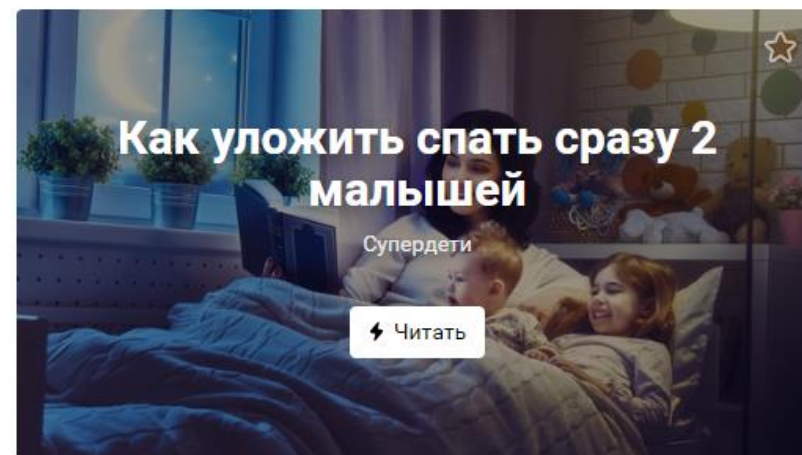 Как уложить спать сразу 2
малышей
Супердети
Читать